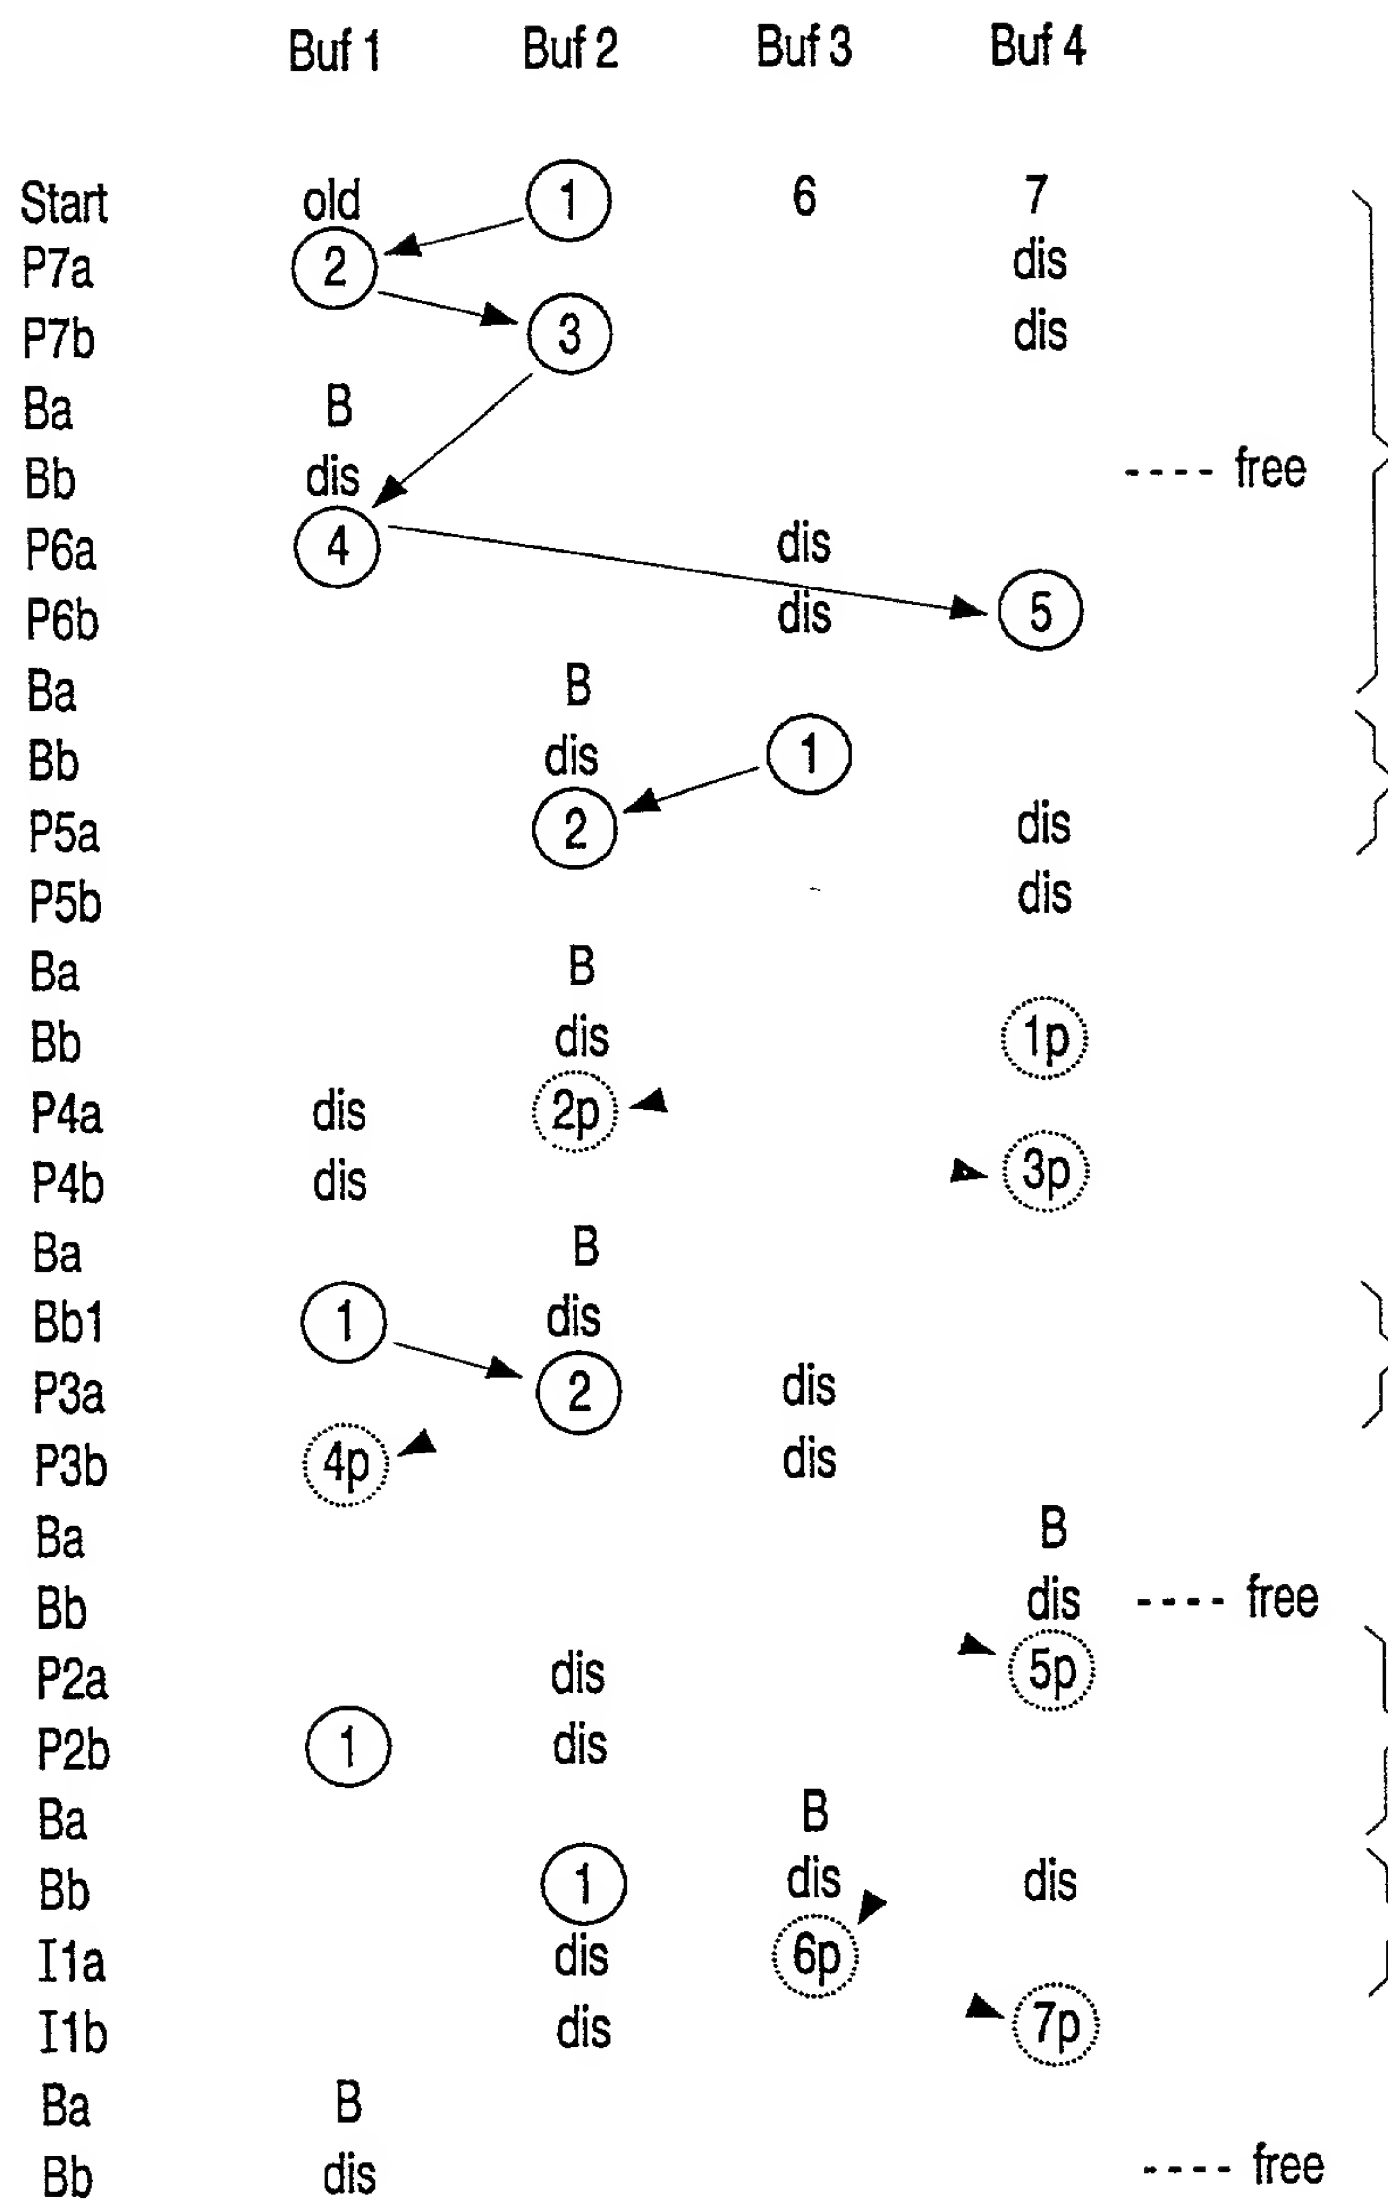 Buf 1 Buf 2 Buf 3 Buf 4
Start old 1 6 7
P7a 2 dis
P7b 3 dis
Ba B
Bb dis ---- free
P6a 4 dis
P6b dis 5
Ba B
Bb dis 1
P5a 2 dis
P5b dis
Ba B
Bb dis 1p
P4a dis 2p
P4b dis 3p
Ba B
Bb1 1 dis
P3a 2 dis
P3b 4p dis
Ba B
Bb dis ---- free
P2a dis 5p
P2b 1 dis
Ba B
Bb 1 dis dis
I1a dis 6p
I1b dis 7p
Ba B
Bb dis ---- free